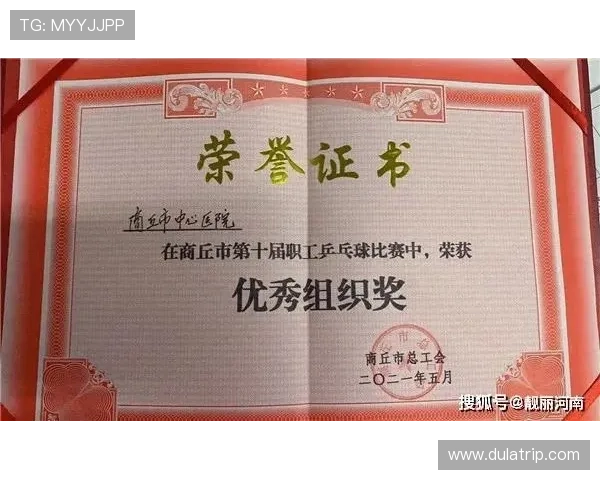 TG: MYYJJPP
荣誉证书
商丘市中心医院
在商丘市第十届职工乒乓球比赛中，荣获
优秀组织奖
商丘市总工会
二〇二一年五月
搜狐号@靓丽河南
www.dulatrip.com